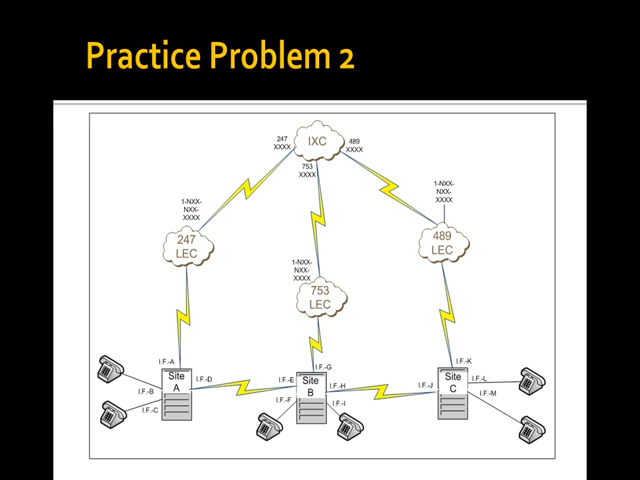 Practice Problem 2
247
XXXX
IXC
489
XXXX
753
XXXX
1-NXX-
NXX-
XXXX
1-NXX-
NXX-
XXXX
247
LEC
489
LEC
1-NXX-
NXX-
XXXX
753
LEC
I.F.-A
I.F.-G
I.F.-K
Site
A
I.F.-D
I.F.-E
Site
B
I.F.-H
I.F.-J
Site
C
I.F.-L
I.F.-B
I.F.-C
I.F.-F
I.F.-I
I.F.-M